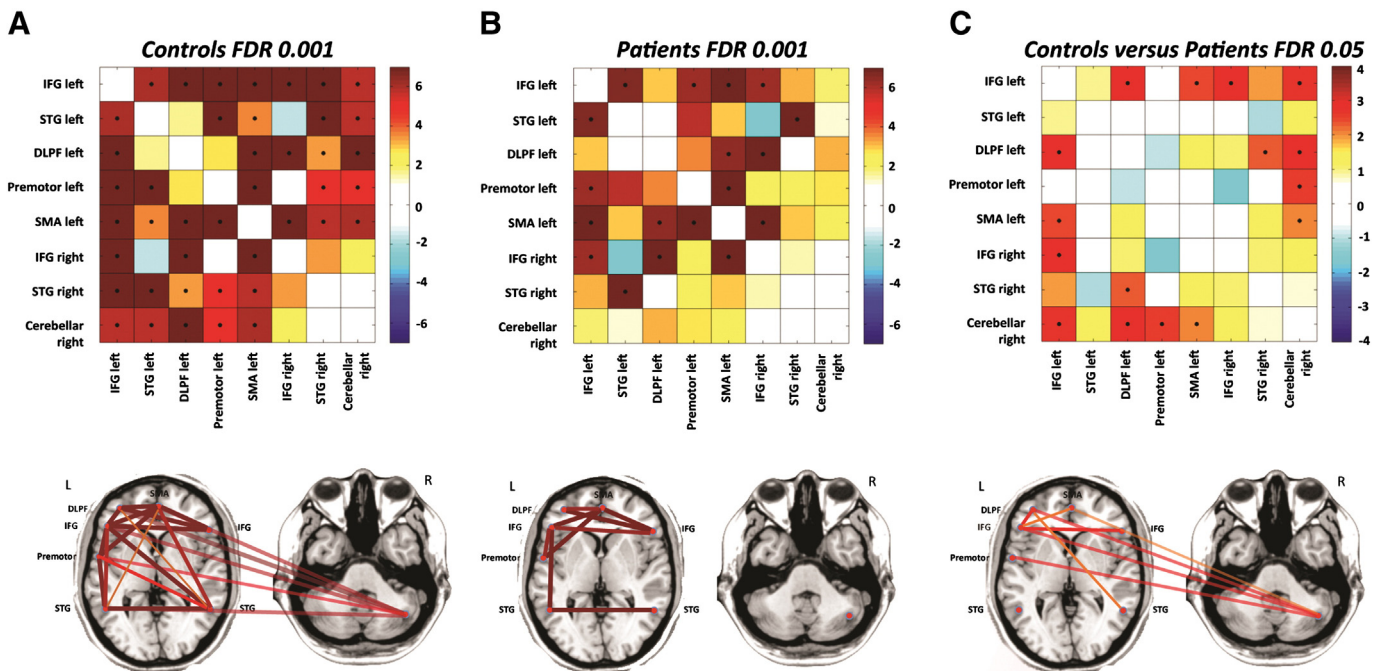 A
Controls FDR 0.001
IFG left
STG left
DLPF left
Premotor left
SMA left
IFG right
STG right
Cerebellar
right
6
4
2
0
-2
-4
-6
IFG left
STG left
DLPF left
Premotor left
SMA left
IFG right
STG right
Cerebellar
right
B
Patients FDR 0.001
IFG left
STG left
DLPF left
Premotor left
SMA left
IFG right
STG right
Cerebellar
right
6
4
2
0
-2
-4
-6
IFG left
STG left
DLPF left
Premotor left
SMA left
IFG right
STG right
Cerebellar
right
C
Controls versus Patients FDR 0.05
IFG left
STG left
DLPF left
Premotor left
SMA left
IFG right
STG right
Cerebellar
right
4
3
2
1
0
-1
-2
-3
-4
IFG left
STG left
DLPF left
Premotor left
SMA left
IFG right
STG right
Cerebellar
right
L
R
SMA
DLPF
IFG
IFG
Premotor
STG
STG
SMA
DLPF
IFG
IFG
Premotor
STG
STG
L
R
SMA
DLPF
IFG
IFG
Premotor
STG
STG